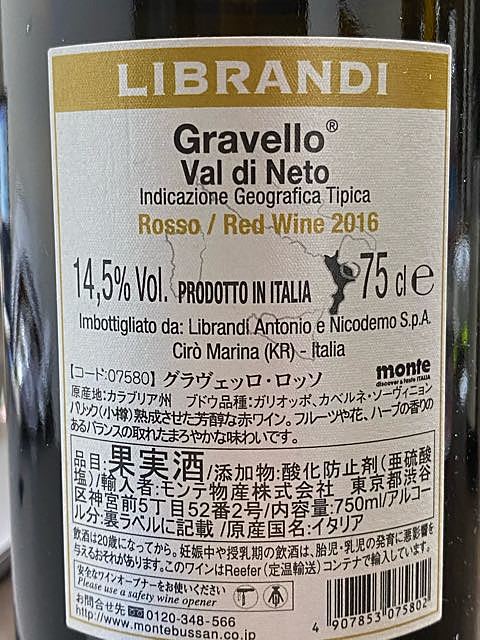 LIBRANDI
Gravello®
Val di Neto
Indicazione Geografica Tipica
Rosso / Red Wine 2016
14,5% Vol. PRODOTTO IN ITALIA 75 cl e
Imbottigliato da: Librandi Antonio e Nicodemo S.p.A.
Cirò Marina (KR) - Italia
monte
discover & taste ITALIA
【コード:07580】グラヴェッロ・ロッソ
原産地:カラブリア州 ブドウ品種:ガリオッポ、カベルネ・ソーヴィニョン
バリック(小樽)熟成させた芳醇な赤ワイン。フルーツや花、ハーブの香りの
あるバランスの取れたまろやかな味わいです。
品目:果実酒/添加物:酸化防止剤(亜硫酸
塩)/輸入者:モンテ物産株式会社 東京都渋谷
区神宮前5丁目52番2号/内容量:750ml/アルコー
ル分:裏ラベルに記載/原産国名:イタリア
飲酒は20歳になってから。妊娠中や授乳期の飲酒は、胎児・乳児の発育に悪影響を
与えるおそれがあります。このワインはReefer(定温輸送)コンテナで輸入しています。
安全なワインオープナーをお使いください
Please use a safety wine opener
お問合せ先 0120-348-566
http://www.montebussan.co.jp
4 907853 075802